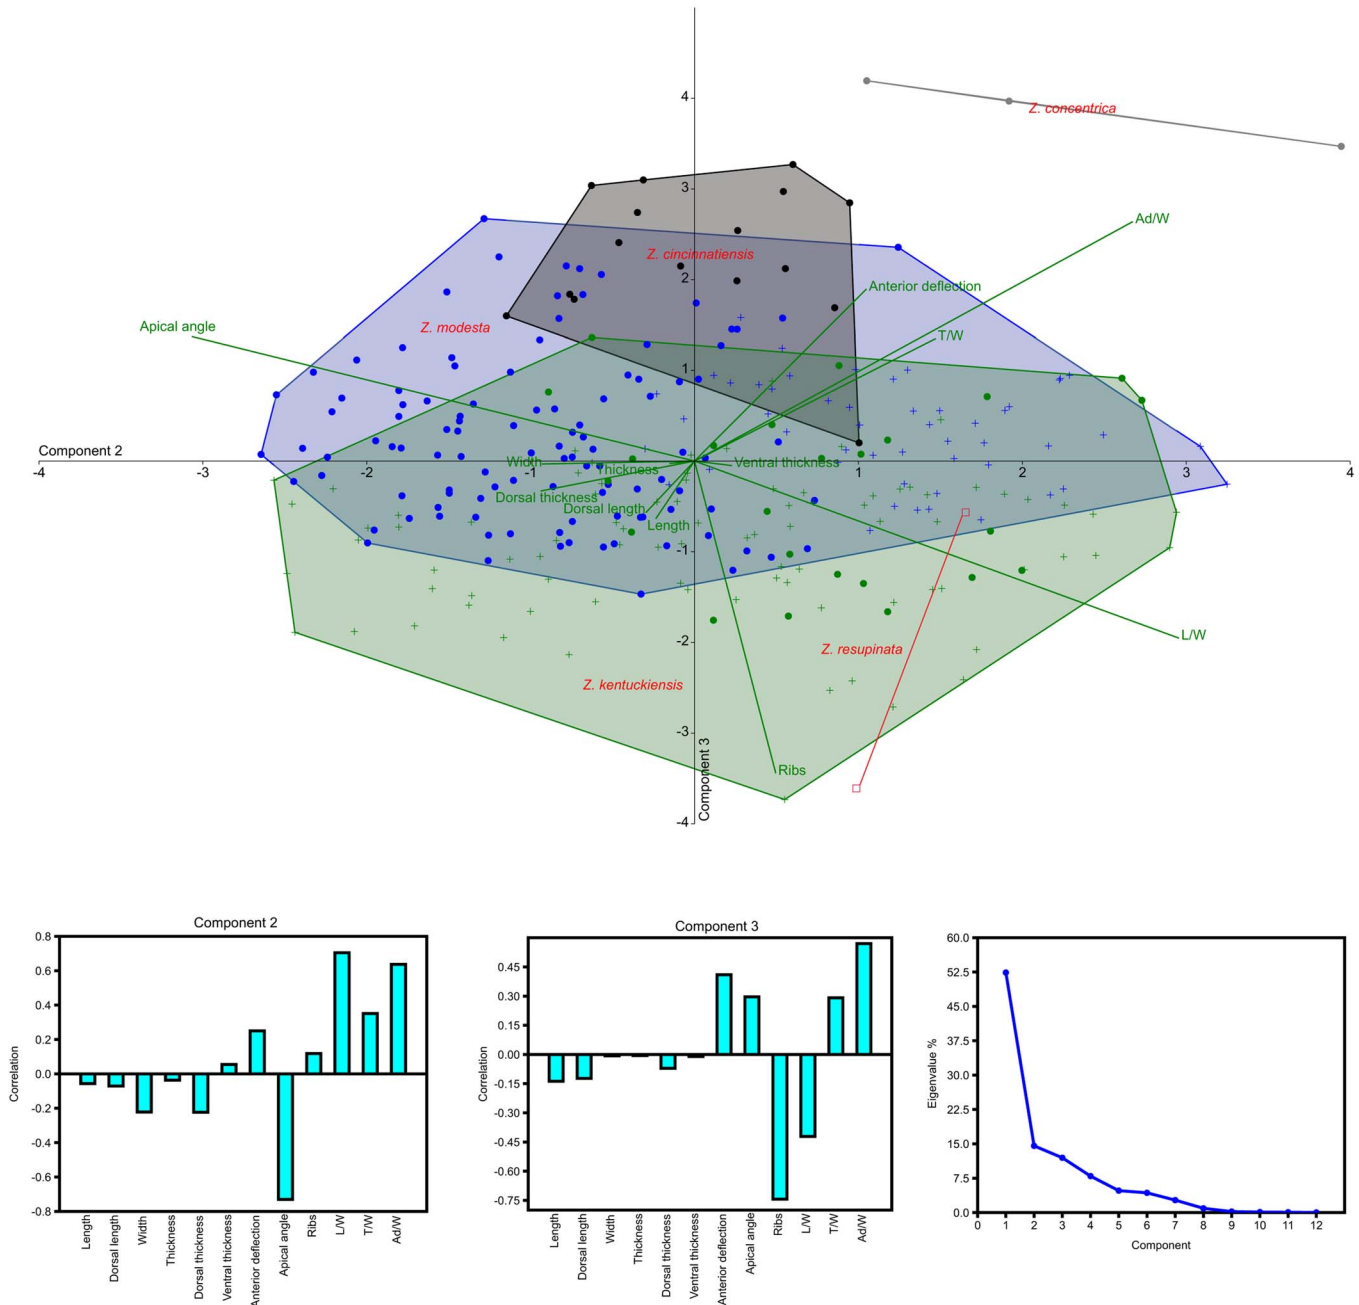 4
Z. concentrica
3
Ad/W
Z. cincinnatiensis
2
Anterior deflection
Apical angle
Z. modesta
T/W
1
Component 2
-4
-3
-2
-1
1
2
3
4
Width
Thickness
Ventral thickness
Dorsal thickness
Dorsal length
Length
-1
L/W
-2
Z. resupinata
Z. kentuckiensis
-3
Ribs
Component 3
-4
Component 2
0.8
0.6
0.4
0.2
0.0
-0.2
-0.4
-0.6
-0.8
Correlation
Length
Dorsal length
Width
Thickness
Dorsal thickness
Ventral thickness
Anterior deflection
Apical angle
Ribs
L/W
T/W
Ad/W
Component 3
0.45
0.30
0.15
0.00
-0.15
-0.30
-0.45
-0.60
-0.75
Correlation
Length
Dorsal length
Width
Thickness
Dorsal thickness
Ventral thickness
Anterior deflection
Apical angle
Ribs
L/W
T/W
Ad/W
60.0
52.5
45.0
37.5
30.0
22.5
15.0
7.5
0.0
Eigenvalue %
0 1 2 3 4 5 6 7 8 9 10 11 12
Component